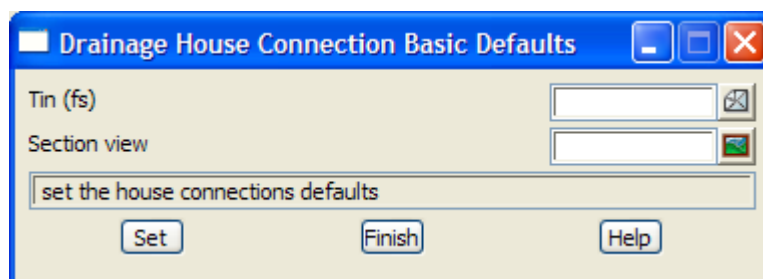 Drainage House Connection Basic Defaults
Tin (fs)
Section view
set the house connections defaults
Set Finish Help